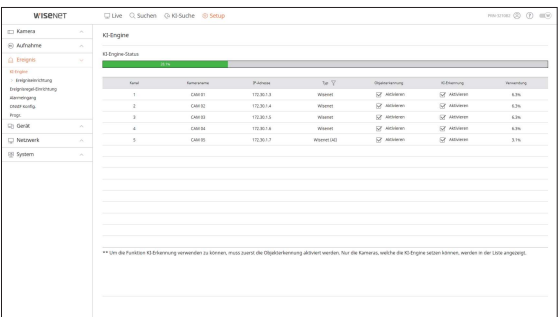 WISENET
Live Suchen KI-Suche Setup
Kamera
Aufnahme
Ereignis
KI-Engine
> Ereigniseinrichtung
Ereignisregel-Einrichtung
Alarmeingang
Progr.
Gerät
Netzwerk
System
KI-Engine
KI-Engine-Status
Kanal Kameraname IP-Adresse Typ Objekterkennung KI-Erkennung Verwendung
1 CAM 01 172.30.1.3 Wisenet Aktivieren Aktivieren 6.3%
2 CAM 02 172.30.1.4 Wisenet Aktivieren Aktivieren 6.3%
3 CAM 03 172.30.1.5 Wisenet Aktivieren Aktivieren 6.3%
4 CAM 04 172.30.1.6 Wisenet Aktivieren Aktivieren 6.3%
5 CAM 05 172.30.1.7 Wisenet (AI) Aktivieren Aktivieren 3.1%
** Um die Funktion KI-Erkennung verwenden zu können, muss zuerst die Objekterkennung aktiviert werden. Nur die Kameras, welche die KI-Engine setzen können, werden in der Liste angezeigt.